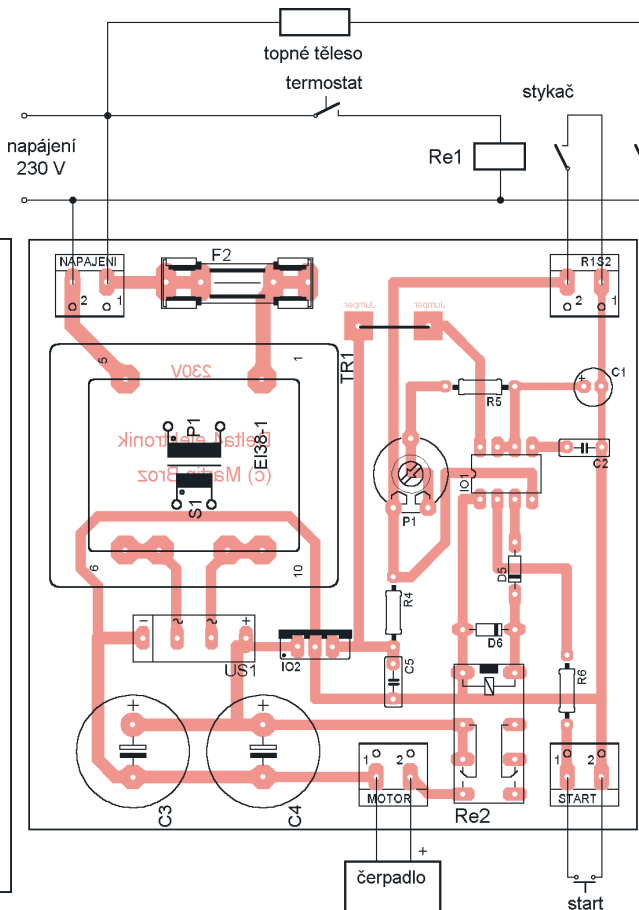 topné těleso
termostat
stykač
napájení
230 V
Re1
NAPAJENI
F2
R1S2
2
1
2
1
Jumper
Jumper
TR1
5
1
230V
C1
R5
P1
Delta4 elektronik
EI38-1
(c) Martin Broz
S1
IO1
C2
P1
D5
6
10
R4
D6
US1
IO2
C5
R6
C3
C4
1
2
MOTOR
Re2
1
2
START
+
čerpadlo
start